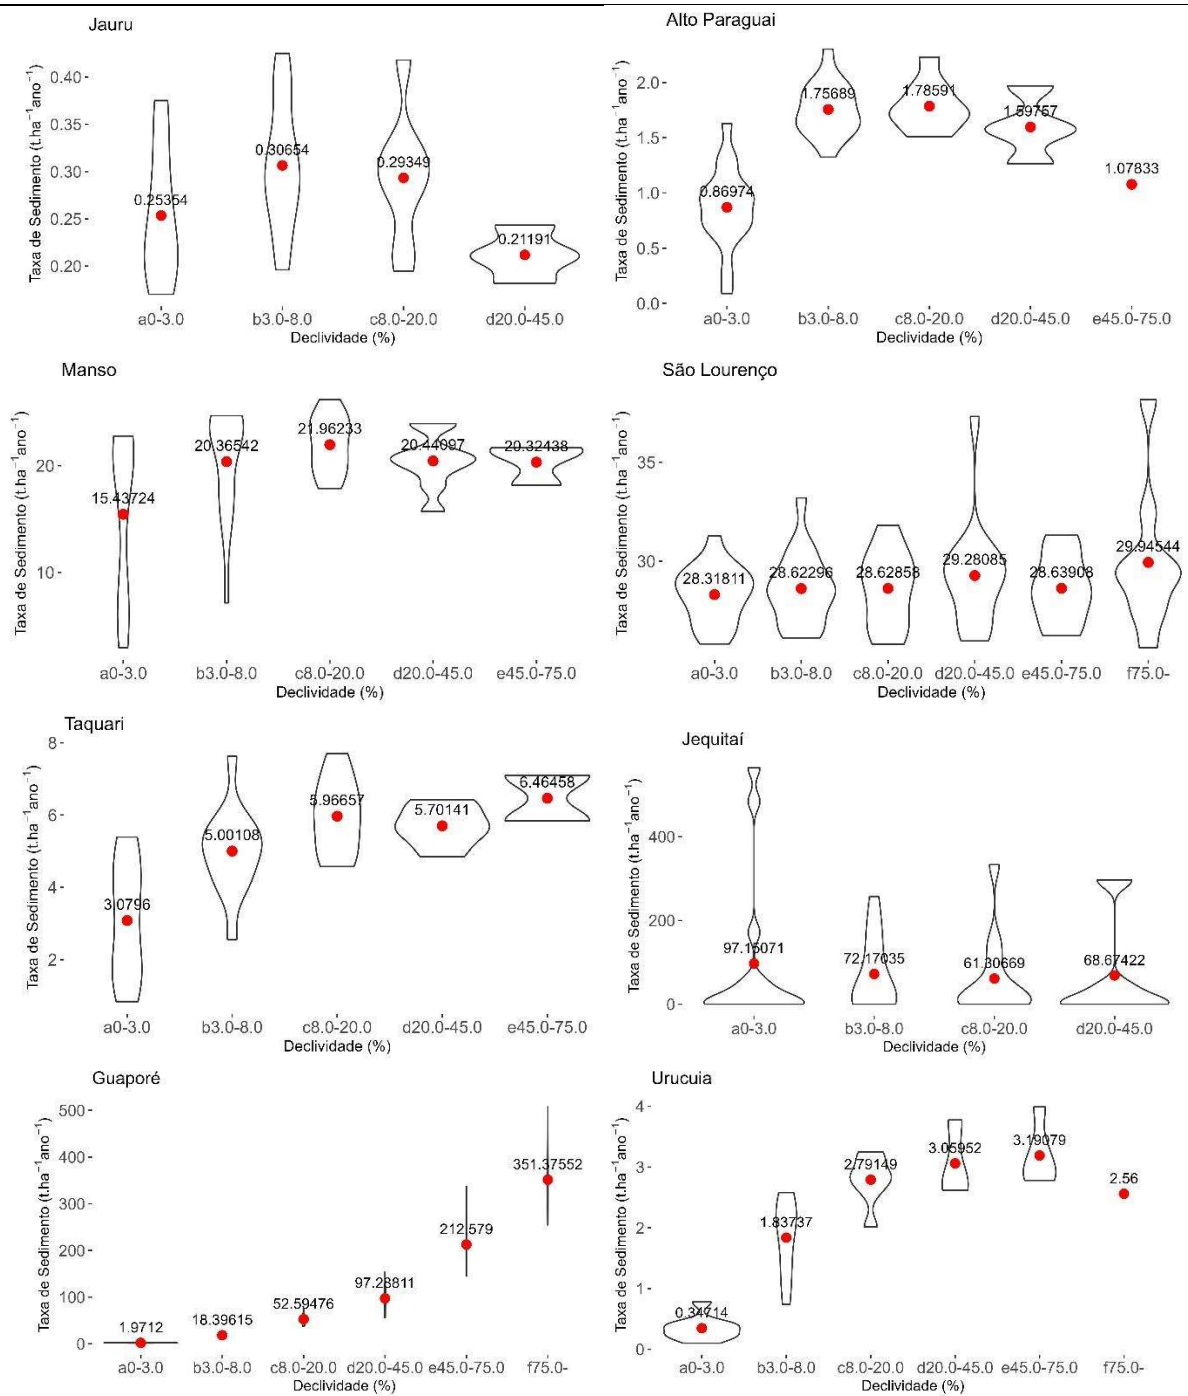 Jauru
Taxa de Sedimento (t.ha⁻¹ano⁻¹)
0.40
0.35
0.30
0.25
0.20
0.25354
0.30654
0.29349
0.21191
a0-3.0 b3.0-8.0 c8.0-20.0 d20.0-45.0
Declividade (%)
Alto Paraguai
Taxa de Sedimento (t.ha⁻¹ano⁻¹)
2.0
1.5
1.0
0.5
0.0
0.86974
1.75689
1.78591
1.59757
1.07833
a0-3.0 b3.0-8.0 c8.0-20.0 d20.0-45.0 e45.0-75.0
Declividade (%)
Manso
Taxa de Sedimento (t.ha⁻¹ano⁻¹)
20
10
15.43724
20.36542
21.96233
20.44097
20.32438
a0-3.0 b3.0-8.0 c8.0-20.0 d20.0-45.0 e45.0-75.0
Declividade (%)
São Lourenço
Taxa de Sedimento (t.ha⁻¹ano⁻¹)
35
30
28.31811
28.62296
28.62858
29.28085
28.63908
29.94544
a0-3.0 b3.0-8.0 c8.0-20.0 d20.0-45.0 e45.0-75.0 f75.0-
Declividade (%)
Taquari
Taxa de Sedimento (t.ha⁻¹ano⁻¹)
8
6
4
2
3.0796
5.00108
5.96657
5.70141
6.46458
a0-3.0 b3.0-8.0 c8.0-20.0 d20.0-45.0 e45.0-75.0
Declividade (%)
Jequitaí
Taxa de Sedimento (t.ha⁻¹ano⁻¹)
400
200
0
97.15071
72.17035
61.30669
68.67422
a0-3.0 b3.0-8.0 c8.0-20.0 d20.0-45.0
Declividade (%)
Guaporé
Taxa de Sedimento (t.ha⁻¹ano⁻¹)
500
400
300
200
100
0
1.9712
18.39615
52.59476
97.28811
212.579
351.37552
a0-3.0 b3.0-8.0 c8.0-20.0 d20.0-45.0 e45.0-75.0 f75.0-
Declividade (%)
Urucuia
Taxa de Sedimento (t.ha⁻¹ano⁻¹)
4
3
2
1
0
0.34714
1.83737
2.79149
3.05952
3.19079
2.56
a0-3.0 b3.0-8.0 c8.0-20.0 d20.0-45.0 e45.0-75.0 f75.0-
Declividade (%)